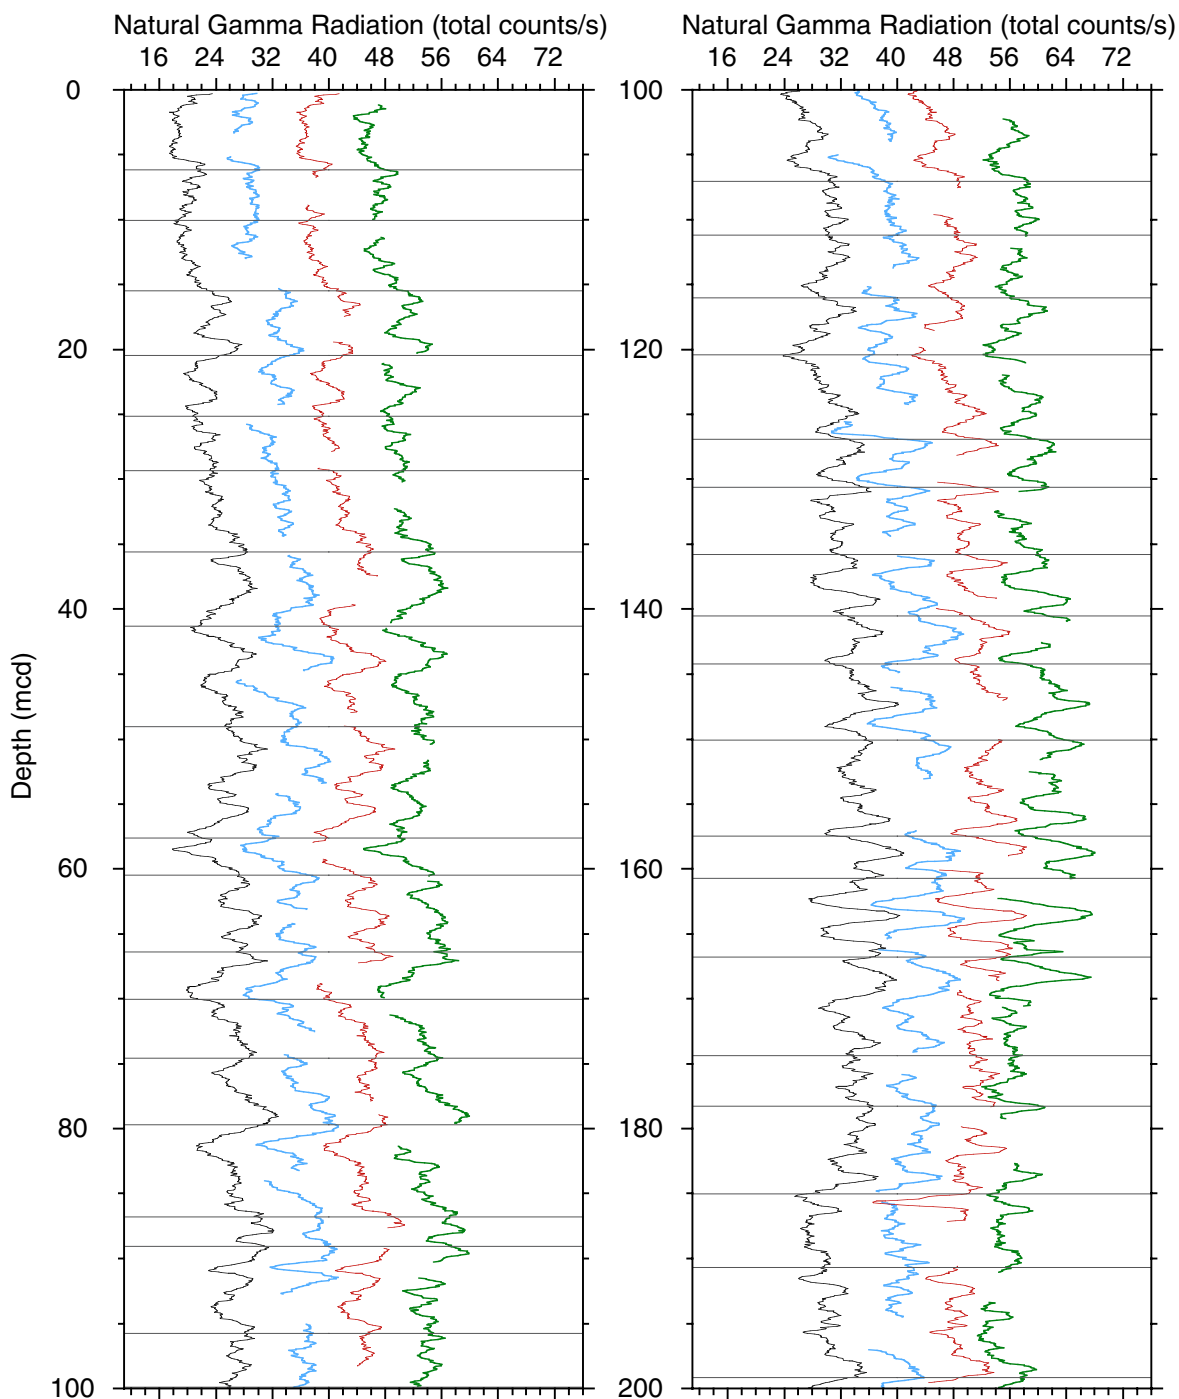 Natural Gamma Radiation (total counts/s)
16 24 32 40 48 56 64 72
0
20
40
60
80
100
Depth (mcd)
Natural Gamma Radiation (total counts/s)
16 24 32 40 48 56 64 72
100
120
140
160
180
200